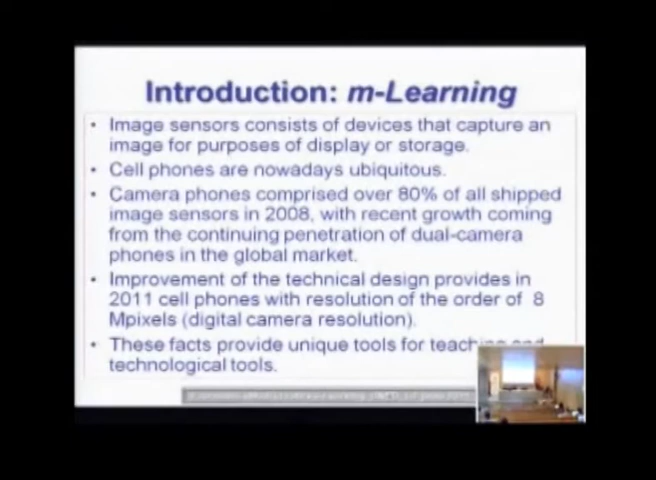 Introduction: m-Learning
• Image sensors consists of devices that capture an
image for purposes of display or storage.
• Cell phones are nowadays ubiquitous.
• Camera phones comprised over 80% of all shipped
image sensors in 2008, with recent growth coming
from the continuing penetration of dual-camera
phones in the global market.
• Improvement of the technical design provides in
2011 cell phones with resolution of the order of 8
Mpixels (digital camera resolution).
• These facts provide unique tools for teaching and
technological tools.